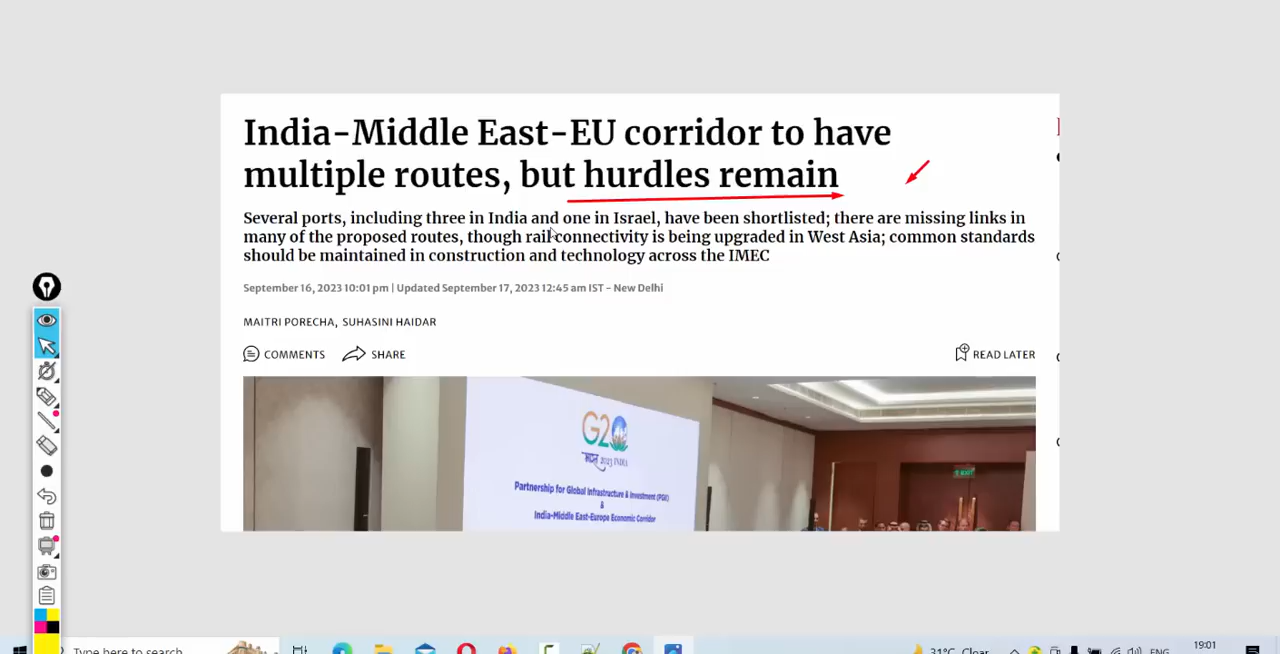 India-Middle East-EU corridor to have
multiple routes, but hurdles remain
Several ports, including three in India and one in Israel, have been shortlisted; there are missing links in
many of the proposed routes, though rail connectivity is being upgraded in West Asia; common standards
should be maintained in construction and technology across the IMEC
September 16, 2023 10:01 pm | Updated September 17, 2023 12:45 am IST - New Delhi
MAITRI PORECHA, SUHASINI HAIDAR
COMMENTS SHARE READ LATER
G20
2023 INDIA
Partnership for Global Infrastructure & Investment (PGII)
&
India-Middle East-Europe Economic Corridor
EXIT
Type here to search
31°C Clear
ENG
19:01